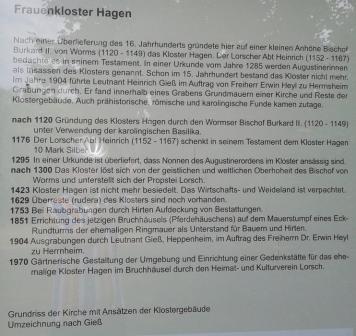 Frauenkloster Hagen
Nach einer Überlieferung des 16. Jahrhunderts gründete hier auf einer kleinen Anhöhe Bischof
Burkard II. von Worms (1120 - 1149) das Kloster Hagen. Der Lorscher Abt Heinrich (1152 - 1167)
bedachte es in seinem Testament. In einer Urkunde vom Jahre 1285 werden Augustinerinnen
als Insassen des Klosters genannt. Schon im 15. Jahrhundert bestand das Kloster nicht mehr.
Im Jahre 1904 führte Leutnant Heinrich Gieß im Auftrag von Freiherr Erwin Heyl zu Herrnsheim
Grabungen durch. Er fand innerhalb eines Grabens Grundmauern einer Kirche und Reste der
Klostergebäude. Auch prähistorische, römische und karolingische Funde kamen zutage.
nach 1120 Gründung des Klosters Hagen durch den Wormser Bischof Burkard II. (1120 - 1149)
unter Verwendung der karolingischen Basilika.
1176 Der Lorscher Abt Heinrich (1152 - 1167) schenkt in seinem Testament dem Kloster Hagen
10 Mark Silber.
1295 In einer Urkunde ist überliefert, dass Nonnen des Augustinerordens im Kloster ansässig sind.
nach 1300 Das Kloster löst sich von der geistlichen und weltlichen Oberhoheit des Bischof von
Worms und unterstellt sich der Propstei Lorsch.
1423 Kloster Hagen ist nicht mehr besiedelt. Das Wirtschafts- und Weideland ist verpachtet.
1629 Überreste (rudera) des Klosters sind noch vorhanden.
1753 Bei Raubgrabungen durch Hirten Aufdeckung von Bestattungen.
1851 Errichtung des jetzigen Bruchhäusels (Pferdehäuschens) auf dem Mauerstumpf eines Eck-
Rundturms der ehemaligen Ringmauer als Unterstand für Bauern und Hirten.
1904 Ausgrabungen durch Leutnant Gieß, Heppenheim, im Auftrag des Freiherrn Dr. Erwin Heyl
zu Herrnsheim.
1970 Gärtnerische Gestaltung der Umgebung und Einrichtung einer Gedenkstätte für das ehe-
malige Kloster Hagen im Bruchhäusel durch den Heimat- und Kulturverein Lorsch.
Grundriss der Kirche mit Ansätzen der Klostergebäude
Umzeichnung nach Gieß